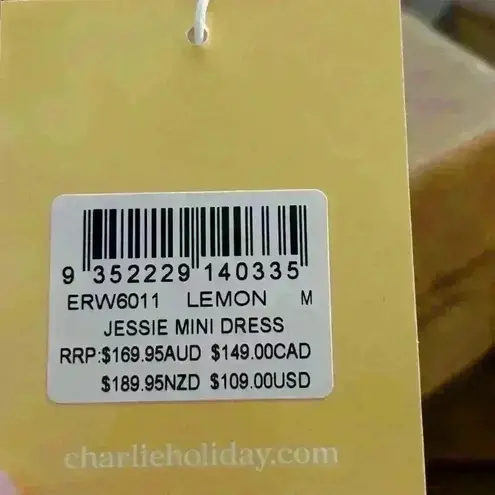 9 352229 140335
ERW6011 LEMON M
JESSIE MINI DRESS
RRP:$169.95AUD $149.00CAD
$189.95NZD $109.00USD
charlieholiday.com